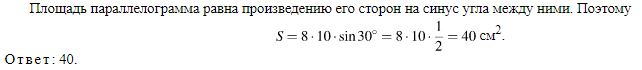 Площадь параллелограмма равна произведению его сторон на синус угла между ними. Поэтому
S = 8 · 10 · sin 30° = 8 · 10 · 1/2 = 40 см².
Ответ: 40.